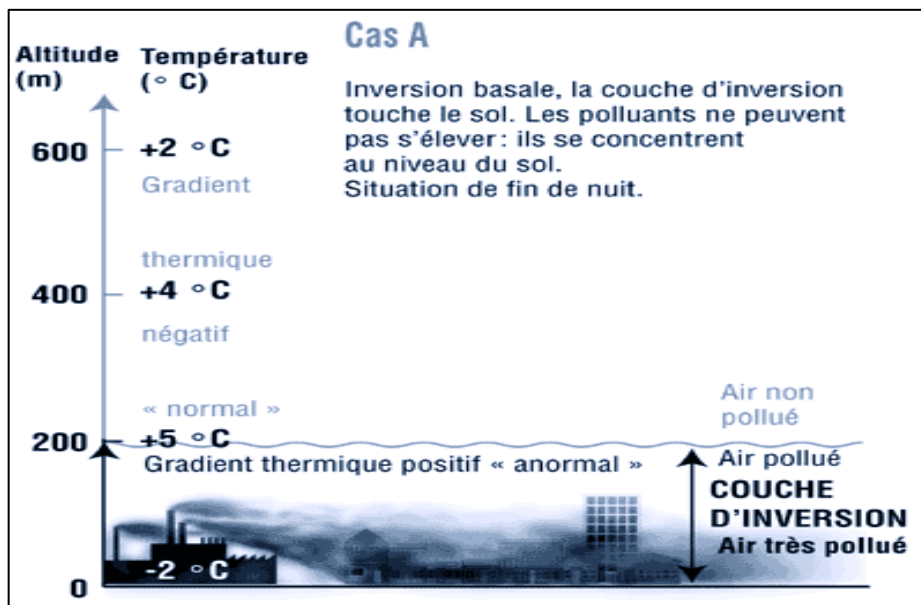 Cas A
Altitude
(m)
Température
(° C)
Inversion basale, la couche d'inversion
touche le sol. Les polluants ne peuvent
pas s'élever : ils se concentrent
au niveau du sol.
Situation de fin de nuit.
600
+2 °C
Gradient
thermique
400
+4 °C
négatif
« normal »
Air non
pollué
200
+5 °C
Gradient thermique positif « anormal »
Air pollué
COUCHE
D'INVERSION
Air très pollué
-2 °C
0